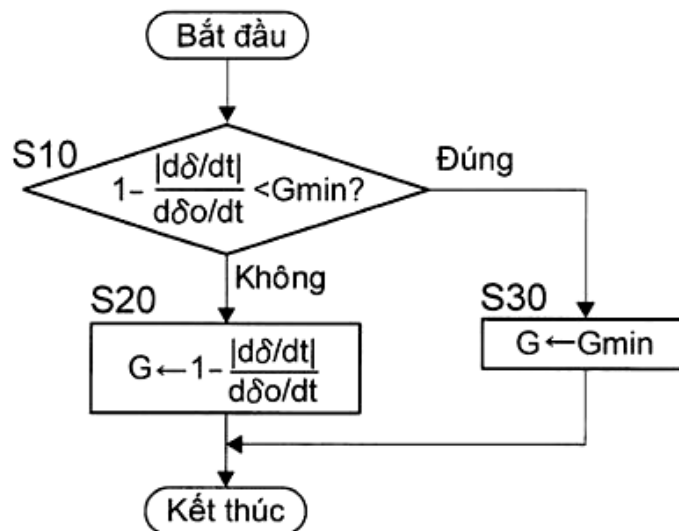 Bắt đầu
S10
1- |dδ/dt| / dδo/dt <Gmin?
Đúng
Không
S20
G←1- |dδ/dt| / dδo/dt
S30
G←Gmin
Kết thúc